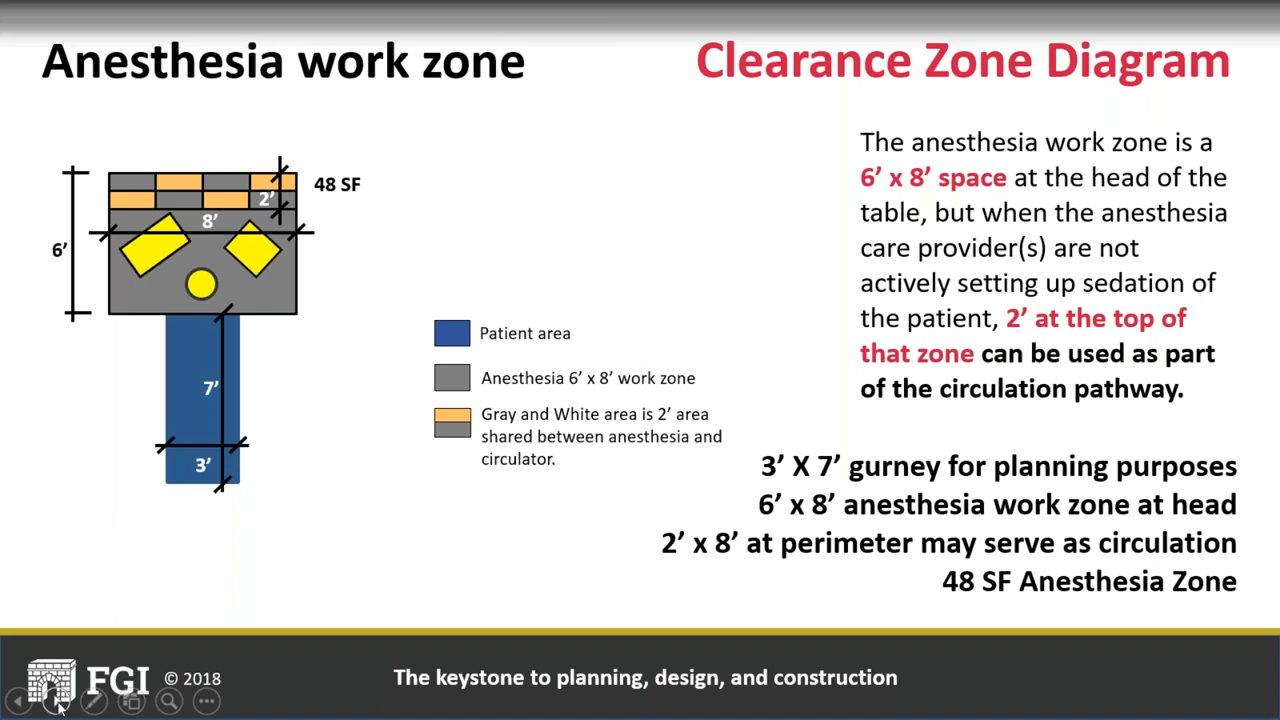 Anesthesia work zone
Clearance Zone Diagram
48 SF
2’
8’
6’
7’
3’
Patient area
Anesthesia 6’ x 8’ work zone
Gray and White area is 2’ area
shared between anesthesia and
circulator.
The anesthesia work zone is a
6’ x 8’ space at the head of the
table, but when the anesthesia
care provider(s) are not
actively setting up sedation of
the patient, 2’ at the top of
that zone can be used as part
of the circulation pathway.
3’ X 7’ gurney for planning purposes
6’ x 8’ anesthesia work zone at head
2’ x 8’ at perimeter may serve as circulation
48 SF Anesthesia Zone
FGI © 2018
The keystone to planning, design, and construction